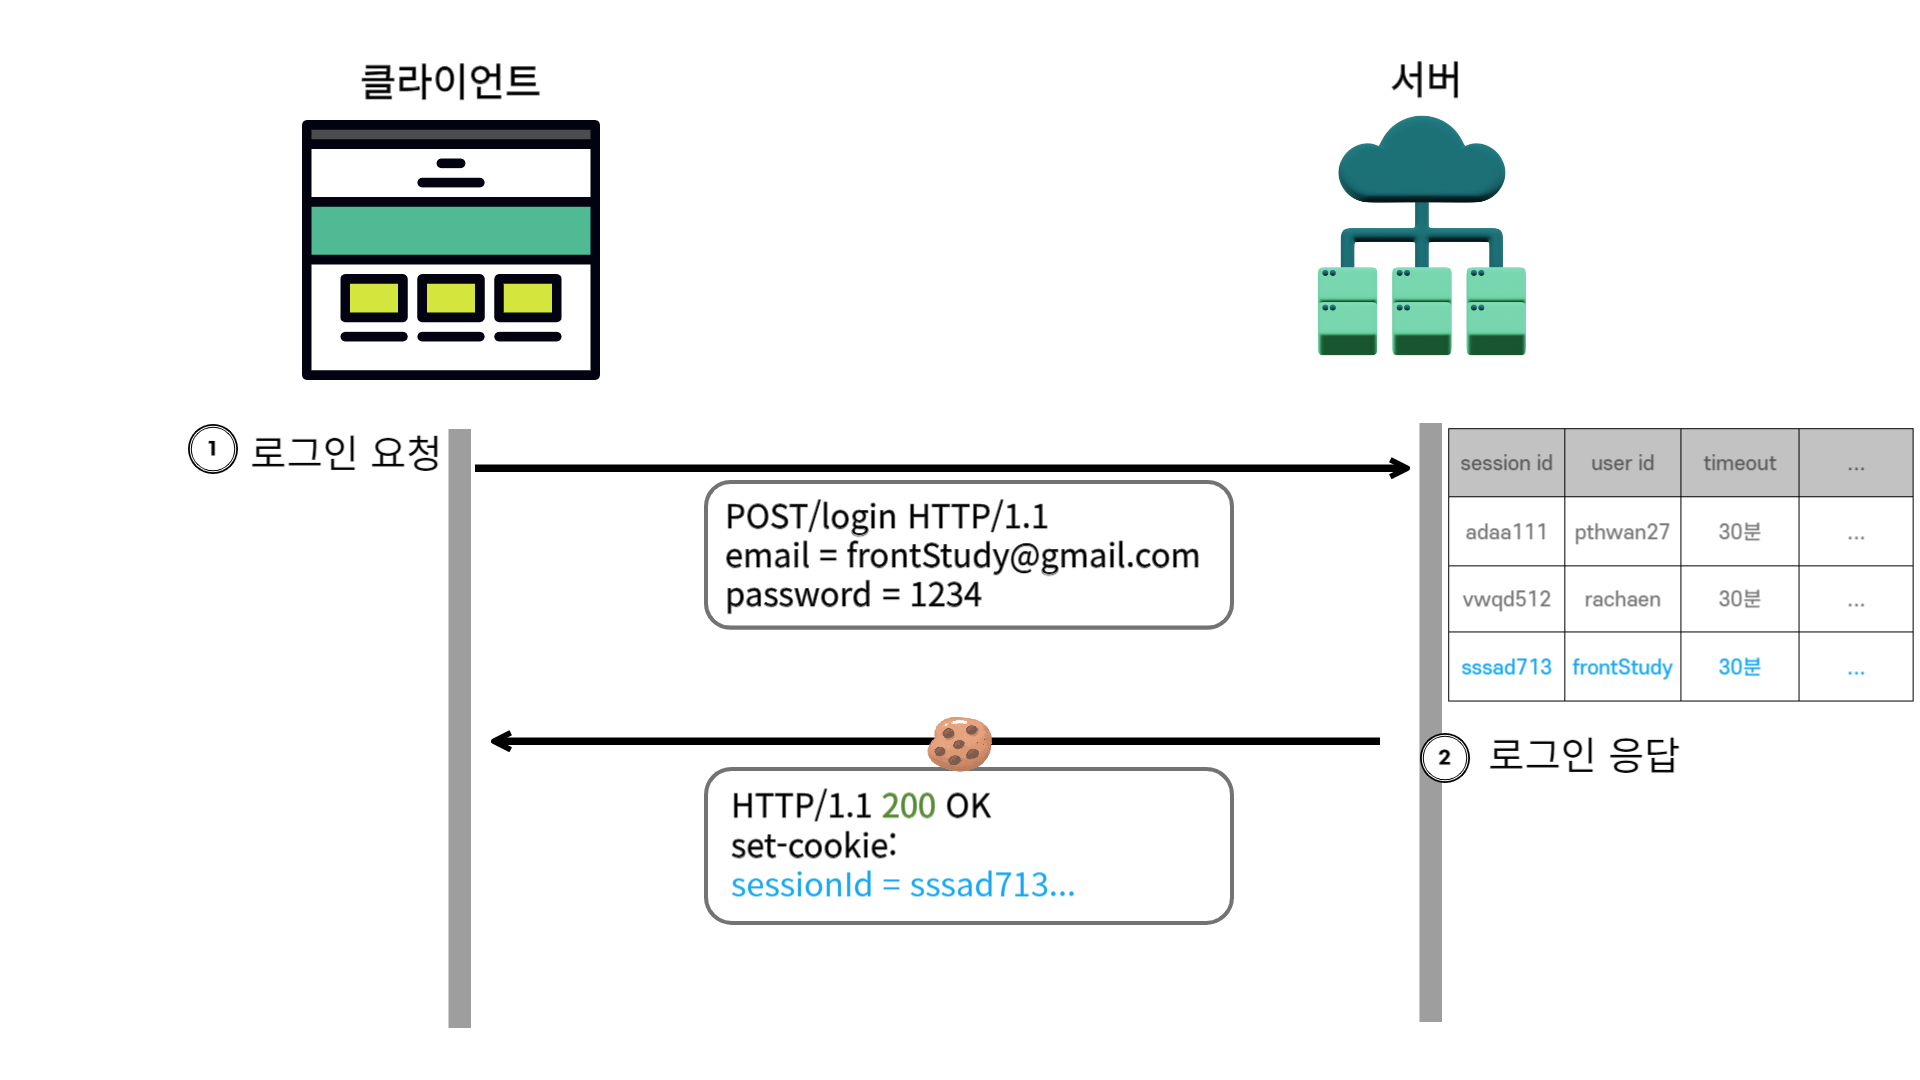 클라이언트
서버
1 로그인 요청
POST/login HTTP/1.1
email = frontStudy@gmail.com
password = 1234
session id user id timeout ...
adaa111 pthwan27 30분 ...
vwqd512 rachaen 30분 ...
sssad713 frontStudy 30분 ...
2 로그인 응답
HTTP/1.1 200 OK
set-cookie:
sessionId = sssad713...